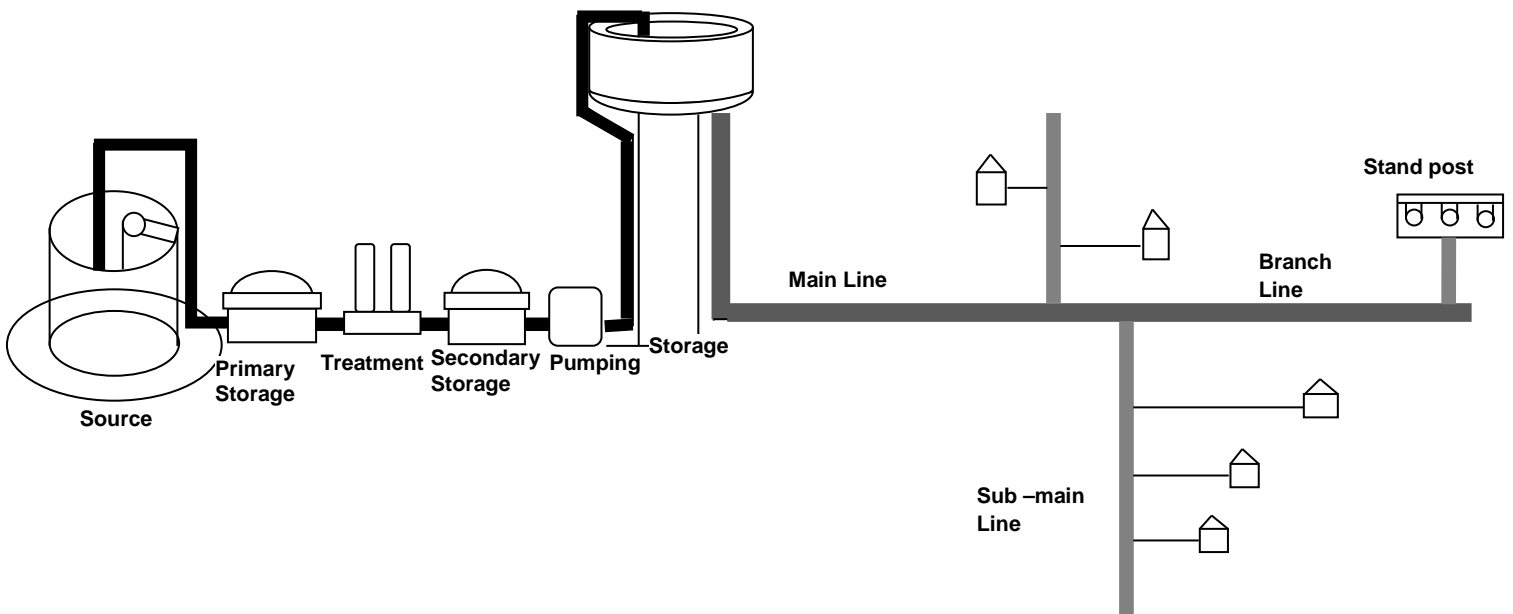 Source
Primary
Storage
Treatment
Secondary
Storage
Pumping
Storage
Main Line
Sub –main
Line
Branch
Line
Stand post